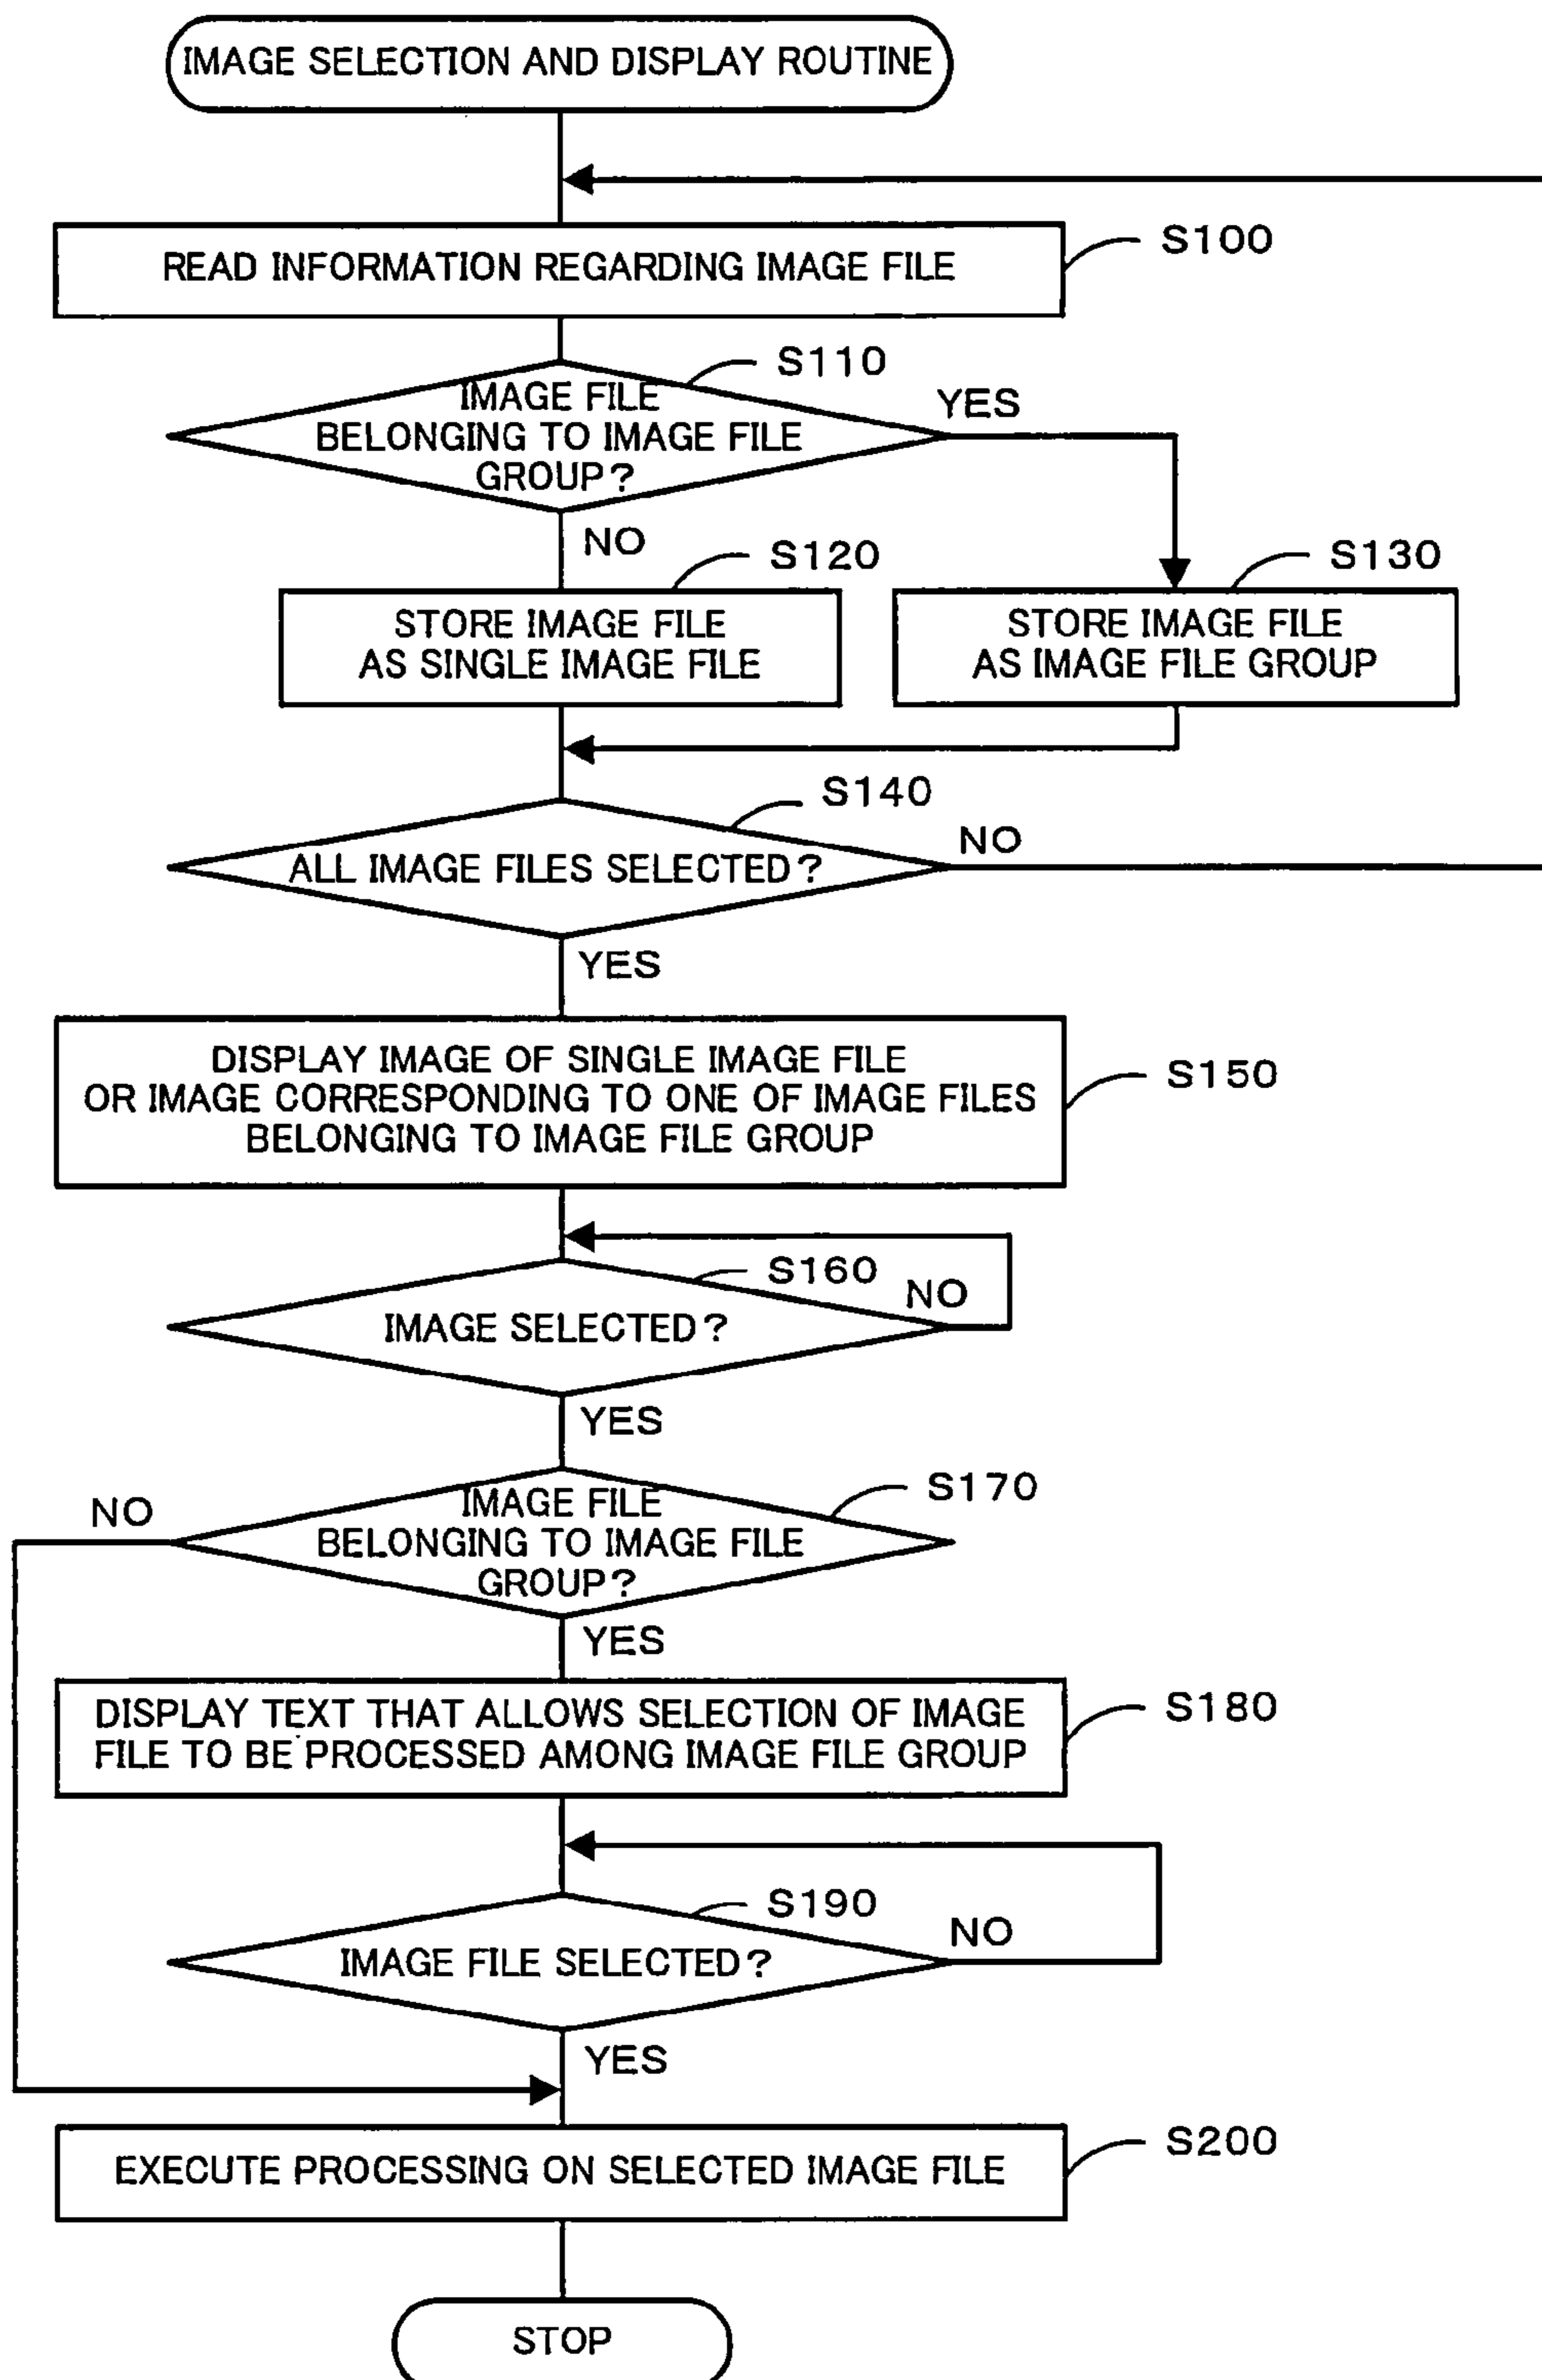 IMAGE SELECTION AND DISPLAY ROUTINE
READ INFORMATION REGARDING IMAGE FILE
S100
S110
IMAGE FILE
BELONGING TO IMAGE FILE
GROUP?
YES
NO
S120
STORE IMAGE FILE
AS SINGLE IMAGE FILE
S130
STORE IMAGE FILE
AS IMAGE FILE GROUP
S140
ALL IMAGE FILES SELECTED?
NO
YES
DISPLAY IMAGE OF SINGLE IMAGE FILE
OR IMAGE CORRESPONDING TO ONE OF IMAGE FILES
BELONGING TO IMAGE FILE GROUP
S150
S160
NO
IMAGE SELECTED?
YES
S170
NO
IMAGE FILE
BELONGING TO IMAGE FILE
GROUP?
YES
DISPLAY TEXT THAT ALLOWS SELECTION OF IMAGE
FILE TO BE PROCESSED AMONG IMAGE FILE GROUP
S180
S190
NO
IMAGE FILE SELECTED?
YES
EXECUTE PROCESSING ON SELECTED IMAGE FILE
S200
STOP